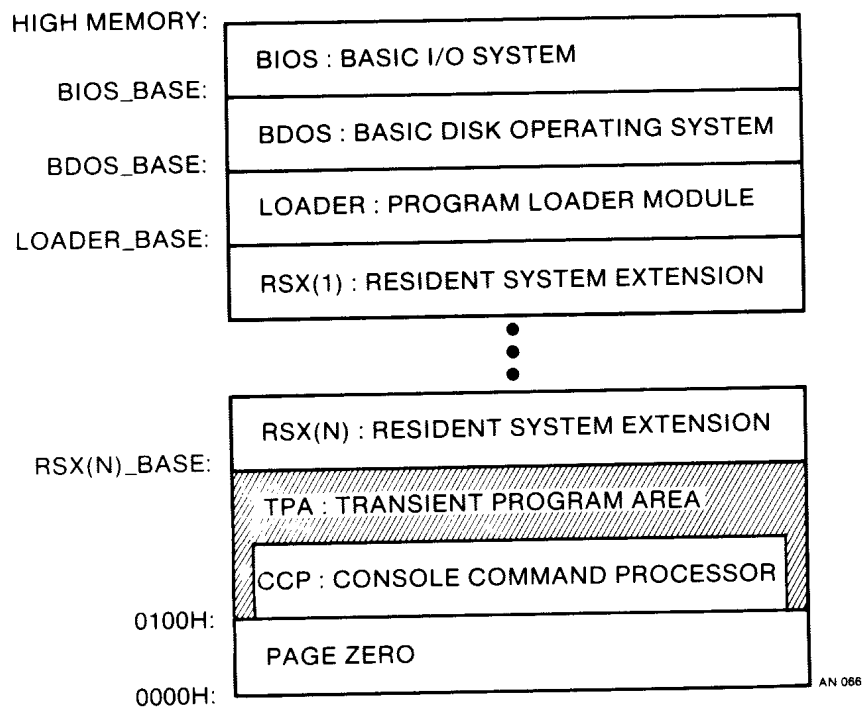 HIGH MEMORY:
BIOS : BASIC I/O SYSTEM
BIOS_BASE:
BDOS : BASIC DISK OPERATING SYSTEM
BDOS_BASE:
LOADER : PROGRAM LOADER MODULE
LOADER_BASE:
RSX(1) : RESIDENT SYSTEM EXTENSION
RSX(N) : RESIDENT SYSTEM EXTENSION
RSX(N)_BASE:
TPA : TRANSIENT PROGRAM AREA
CCP : CONSOLE COMMAND PROCESSOR
0100H:
PAGE ZERO
0000H:
AN 066